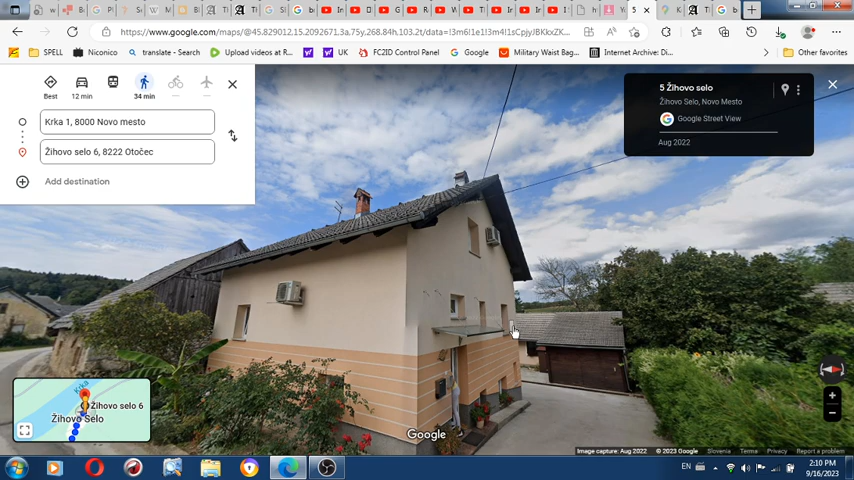 5
https://www.google.com/maps/@45.829012,15.2092671,3a,75y,268.84h,103.2t/data=!3m6!1e1!3m4!1sCpjyJBVExZKC...
SPELL
Niconico
translate - Search
Upload videos at r...
UK
FC2ID Control Panel
Google
Military Waist Bag...
Internet Archive: Di...
Other favorites
Best
12 min
34 min
Krka 1, 8000 Novo mesto
Žihovo selo 6, 8222 Otočec
Add destination
5 Žihovo selo
Žihovo Selo, Novo Mesto
Google Street View
Aug 2022
Krka
Žihovo selo 6
Žihovo Selo
Google
Image capture: Aug 2022
© 2023 Google
Slovenia
Terms
Privacy
Report a problem
EN
2:10 PM
9/16/2023